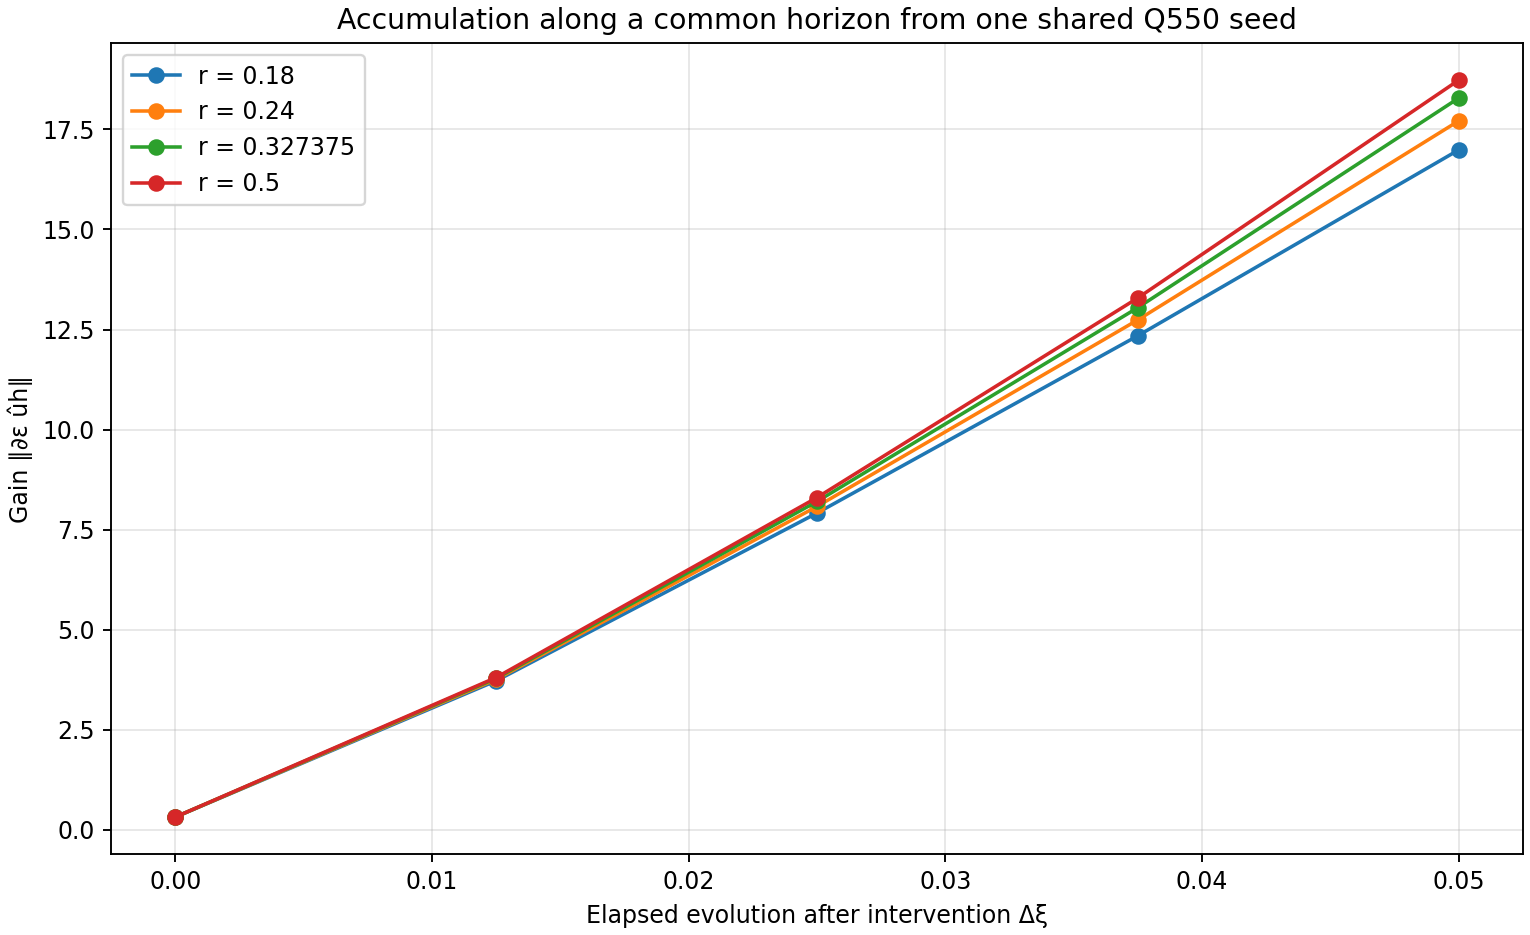 Accumulation along a common horizon from one shared Q550 seed
r = 0.18
r = 0.24
r = 0.327375
r = 0.5
Gain ‖∂ε ûh‖
17.5
15.0
12.5
10.0
7.5
5.0
2.5
0.0
0.00 0.01 0.02 0.03 0.04 0.05
Elapsed evolution after intervention Δξ